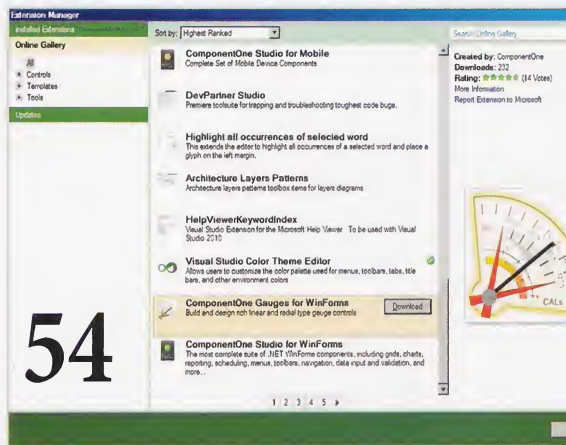 Extension Manager
Installed Extensions
Sort by: Highest Ranked
Search Online Gallery
Online Gallery
All
Controls
Templates
Tools
Updates
ComponentOne Studio for Mobile
Complete Set of Mobile Device Components
DevPartner Studio
Premiere toolsuite for trapping and troubleshooting toughest code bugs.
Highlight all occurrences of selected word
This extends the editor to highlight all occurrences of a selected word and place a
glyph on the left margin.
Architecture Layers Patterns
Architecture layers patterns toolbox items for layers diagrams
HelpViewerKeywordIndex
Visual Studio Extension for the Microsoft Help Viewer To be used with Visual
Studio 2010
Visual Studio Color Theme Editor
Allows users to customize the color palette used for menus, toolbars, tabs, title
bars, and other environment colors
ComponentOne Gauges for WinForms
Build and design rich linear and radial type gauge controls
Download
ComponentOne Studio for WinForms
The most complete suite of .NET WinForms components, including grids, charts,
reporting, scheduling, menus, toolbars, navigation, data input and validation, and
more...
1 2 3 4 5
Created by: ComponentOne
Downloads: 232
Rating: (14 Votes)
More Information
Report Extension to Microsoft
CALs
54